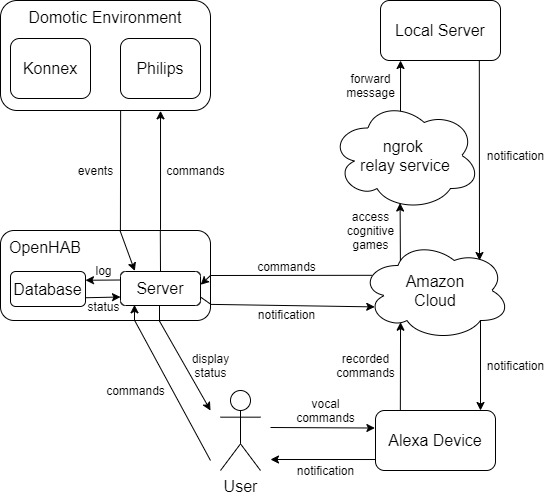 Domotic Environment
Konnex
Philips
Local Server
forward
message
ngrok
relay service
events
commands
notification
access
cognitive
games
OpenHAB
Database
log
status
Server
commands
notification
Amazon
Cloud
display
status
commands
recorded
commands
notification
vocal
commands
notification
Alexa Device
User